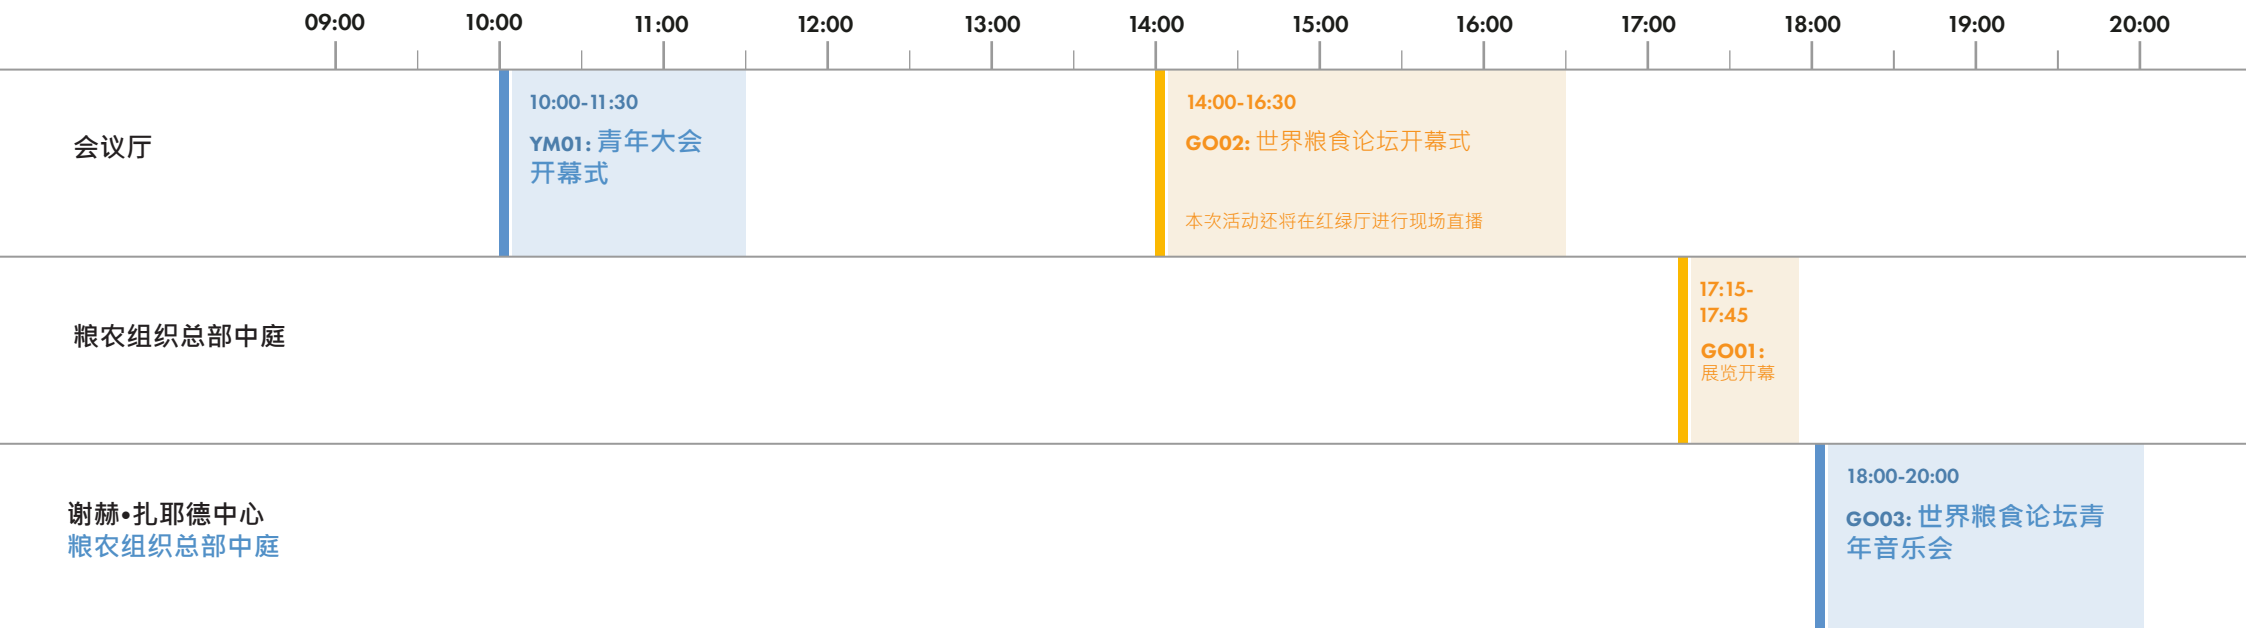 09:00 10:00 11:00 12:00 13:00 14:00 15:00 16:00 17:00 18:00 19:00 20:00
会议厅
10:00-11:30
YM01: 青年大会
开幕式
14:00-16:30
GO02: 世界粮食论坛开幕式
本次活动还将在红绿厅进行现场直播
粮农组织总部中庭
17:15-
17:45
GO01:
展览开幕
谢赫•扎耶德中心
粮农组织总部中庭
18:00-20:00
GO03: 世界粮食论坛青
年音乐会